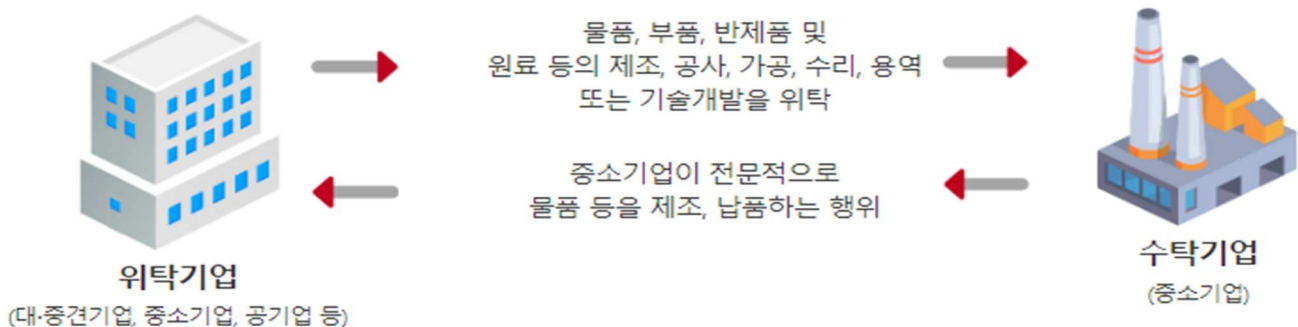 물품, 부품, 반제품 및
원료 등의 제조, 공사, 가공, 수리, 용역
또는 기술개발을 위탁
중소기업이 전문적으로
물품 등을 제조, 납품하는 행위
위탁기업
(대·중견기업, 중소기업, 공기업 등)
수탁기업
(중소기업)